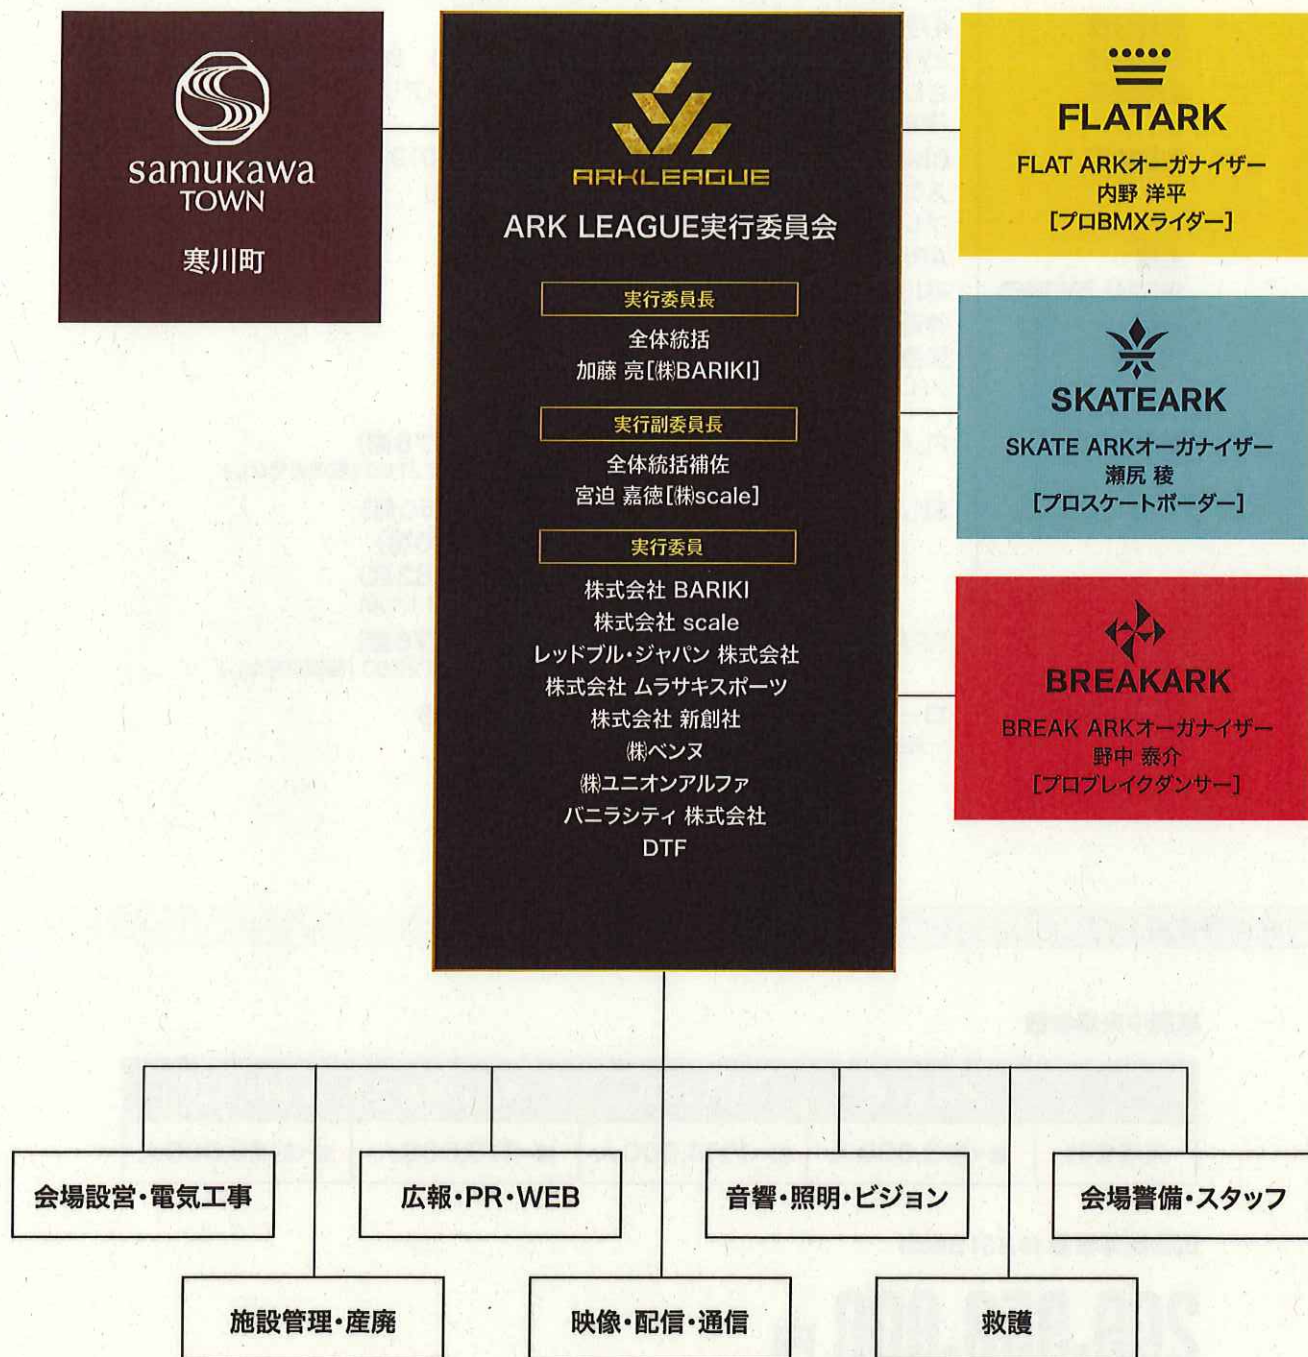 samukawa
TOWN
寒川町
ARKLEAGUE
ARK LEAGUE実行委員会
実行委員長
全体統括
加藤 亮[㈱BARIKI]
実行副委員長
全体統括補佐
宮迫 嘉徳[㈱scale]
実行委員
株式会社 BARIKI
株式会社 scale
レッドブル・ジャパン 株式会社
株式会社 ムラサキスポーツ
株式会社 新創社
㈱ベンヌ
㈱ユニオンアルファ
バニラシティ 株式会社
DTF
FLATARK
FLAT ARKオーガナイザー
内野 洋平
[プロBMXライダー]
SKATEARK
SKATE ARKオーガナイザー
瀬尻 稜
[プロスケートボーダー]
BREAKARK
BREAK ARKオーガナイザー
野中 泰介
[プロブレイクダンサー]
会場設営・電気工事
広報・PR・WEB
音響・照明・ビジョン
会場警備・スタッフ
施設管理・産廃
映像・配信・通信
救護